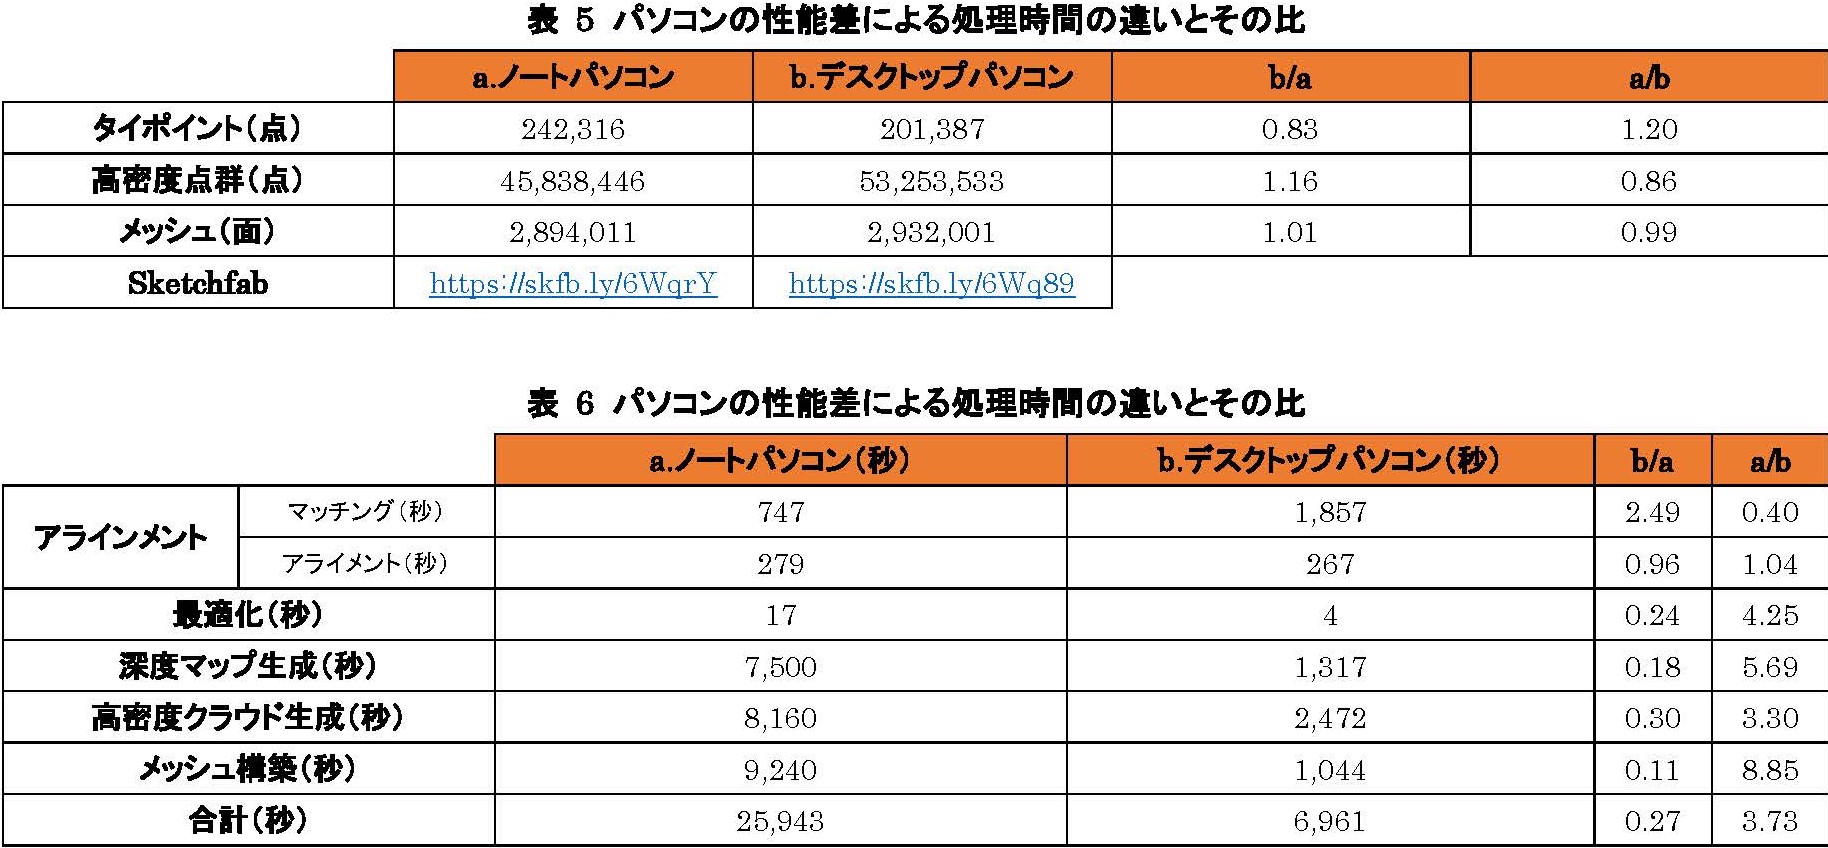 表 5 パソコンの性能差による処理時間の違いとその比
a.ノートパソコン b.デスクトップパソコン b/a a/b
タイポイント(点) 242,316 201,387 0.83 1.20
高密度点群(点) 45,838,446 53,253,533 1.16 0.86
メッシュ(面) 2,894,011 2,932,001 1.01 0.99
Sketchfab https://skfb.ly/6WqrY https://skfb.ly/6Wq89
表 6 パソコンの性能差による処理時間の違いとその比
a.ノートパソコン(秒) b.デスクトップパソコン(秒) b/a a/b
アラインメント マッチング(秒) 747 1,857 2.49 0.40
アライメント(秒) 279 267 0.96 1.04
最適化(秒) 17 4 0.24 4.25
深度マップ生成(秒) 7,500 1,317 0.18 5.69
高密度クラウド生成(秒) 8,160 2,472 0.30 3.30
メッシュ構築(秒) 9,240 1,044 0.11 8.85
合計(秒) 25,943 6,961 0.27 3.73